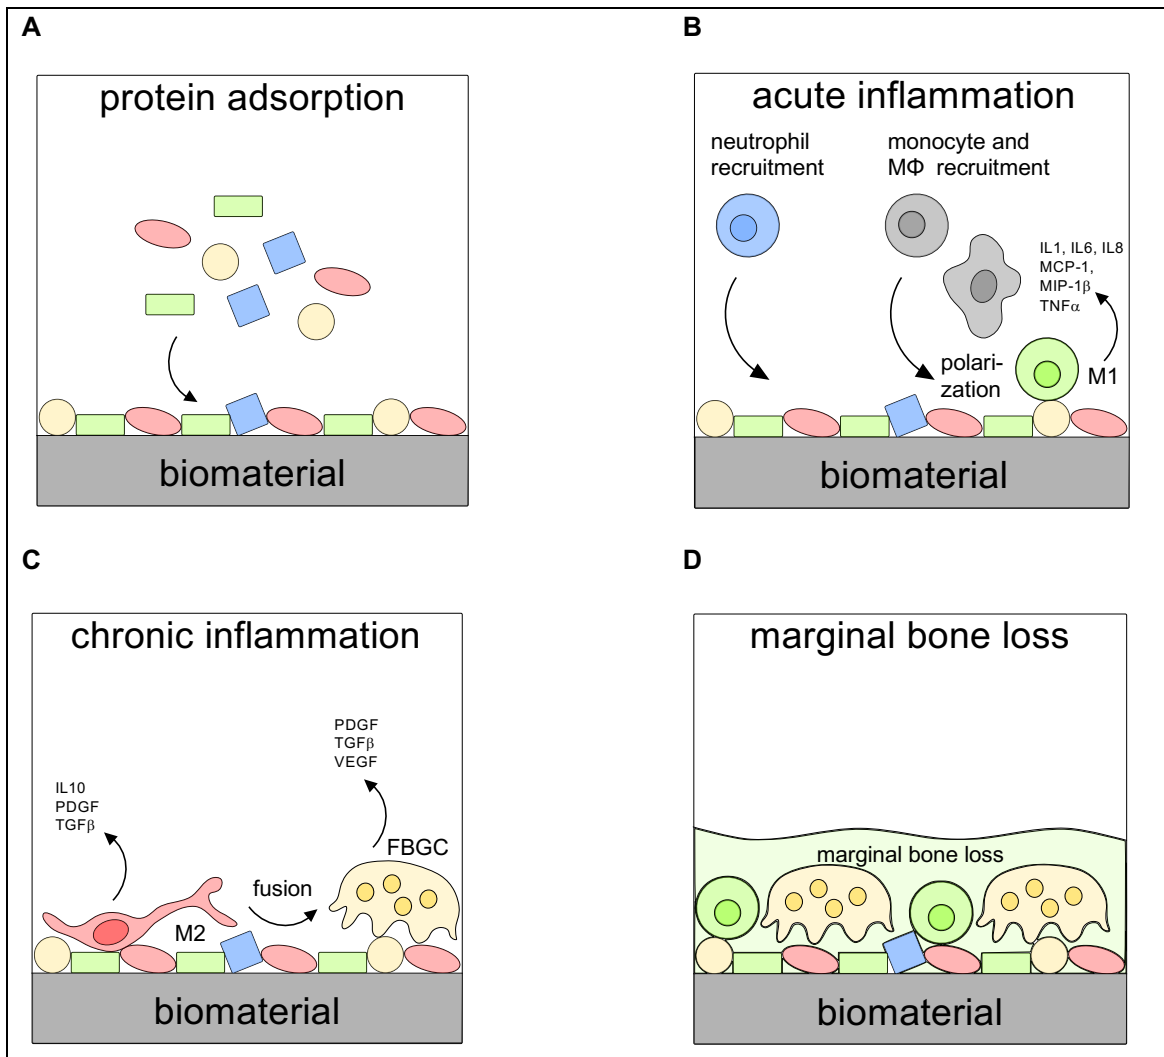 A
protein adsorption
biomaterial
B
acute inflammation
neutrophil
recruitment
monocyte and
MΦ recruitment
IL1, IL6, IL8
MCP-1,
MIP-1β
TNFα
polari-
zation
M1
biomaterial
C
chronic inflammation
PDGF
TGFβ
VEGF
IL10
PDGF
TGFβ
FBGC
fusion
M2
biomaterial
D
marginal bone loss
marginal bone loss
biomaterial